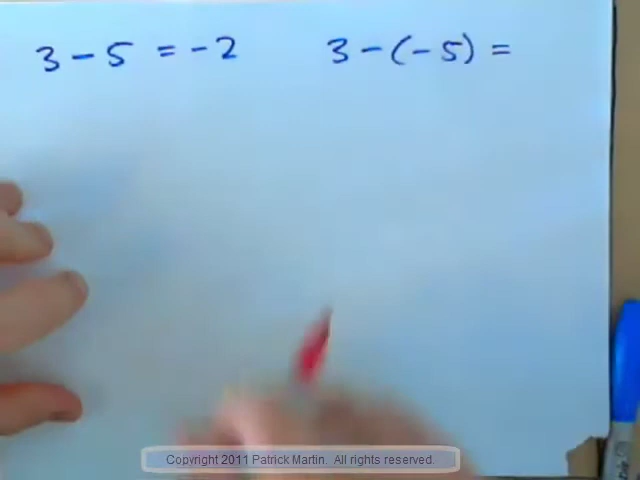 3 - 5 = -2 3 - (- 5) =
Copyright 2011 Patrick Martin. All rights reserved.